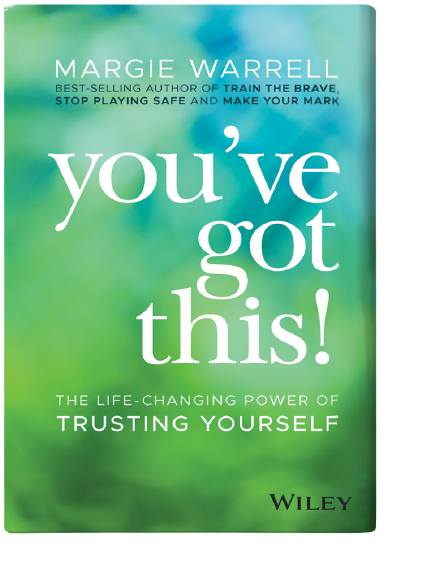 MARGIE WARRELL
BEST-SELLING AUTHOR OF TRAIN THE BRAVE,
STOP PLAYING SAFE AND MAKE YOUR MARK
you've
got
this!
THE LIFE-CHANGING POWER OF
TRUSTING YOURSELF
WILEY